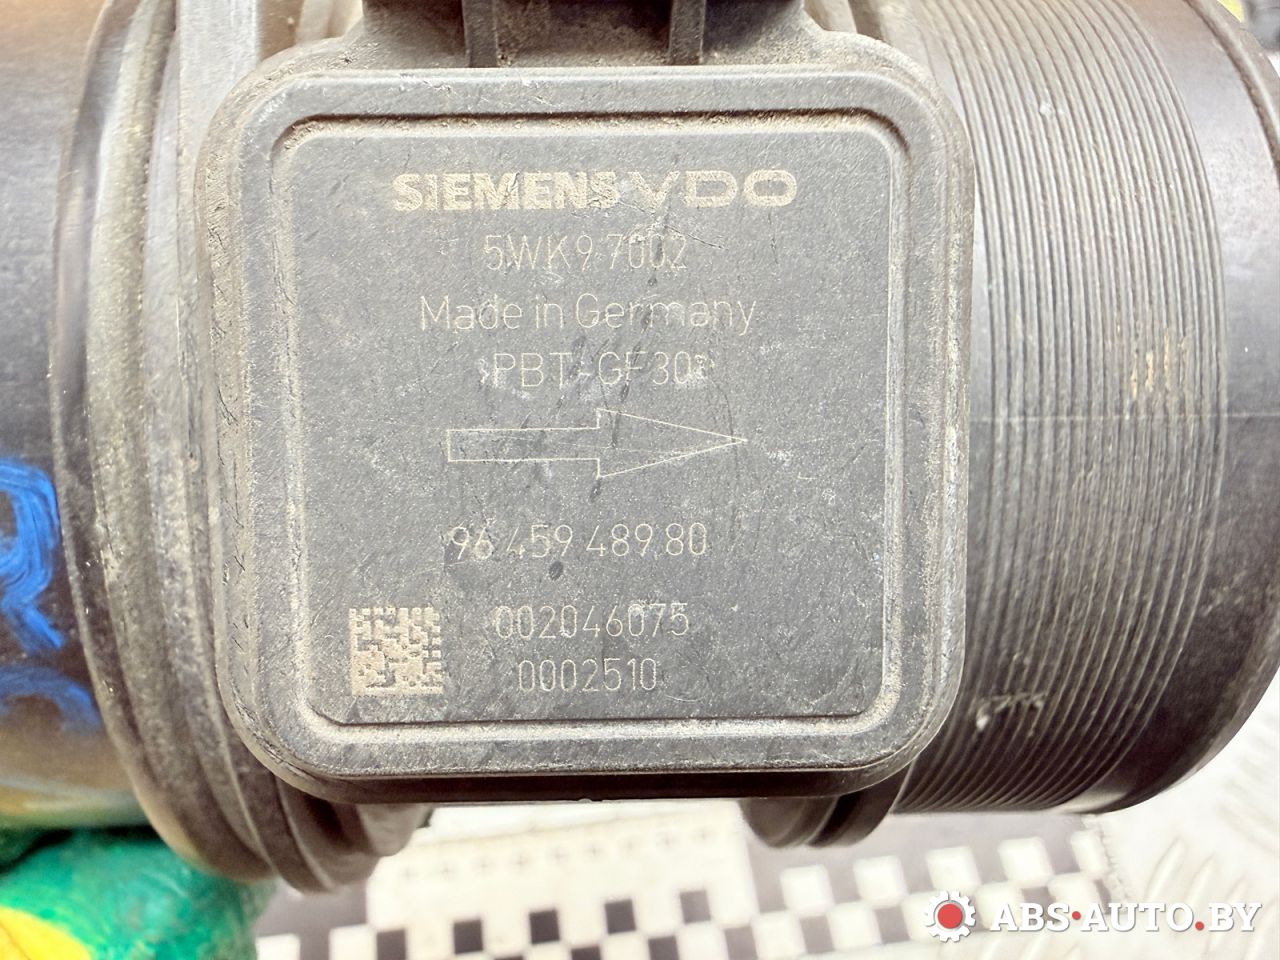 SIEMENS VDO
5WK9 7002
Made in Germany
>PBT-GF30<
96 459 489 80
002046075
0002510
ABS-AUTO.BY